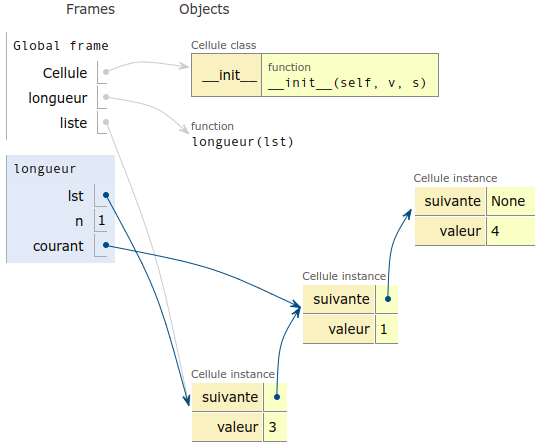 Frames Objects
Global frame
Cellule
longueur
liste
Cellule class
__init__
function
__init__(self, v, s)
function
longueur(lst)
longueur
lst
n 1
courant
Cellule instance
suivante None
valeur 4
Cellule instance
suivante
valeur 1
Cellule instance
suivante
valeur 3